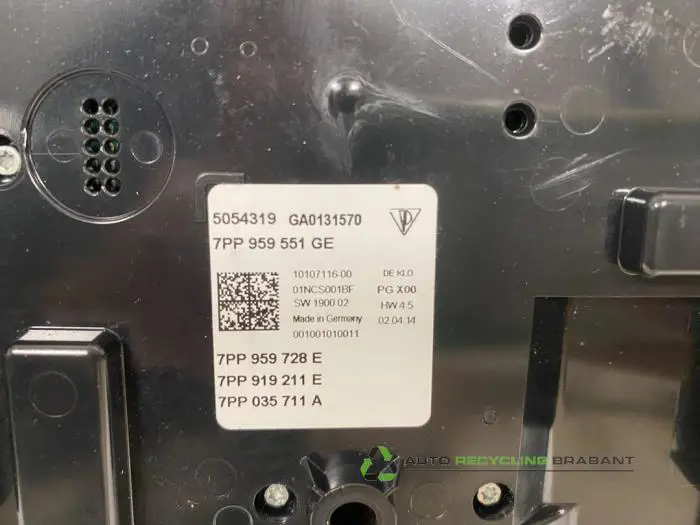 5054319 GA0131570
7PP 959 551 GE
10107116-00 DE KLO
01NCS001BF PG X00
SW 1900 02 HW 4.5
Made in Germany 02.04.14
001001010011
7PP 959 728 E
7PP 919 211 E
7PP 035 711 A
AUTO RECYCLING BRABANT